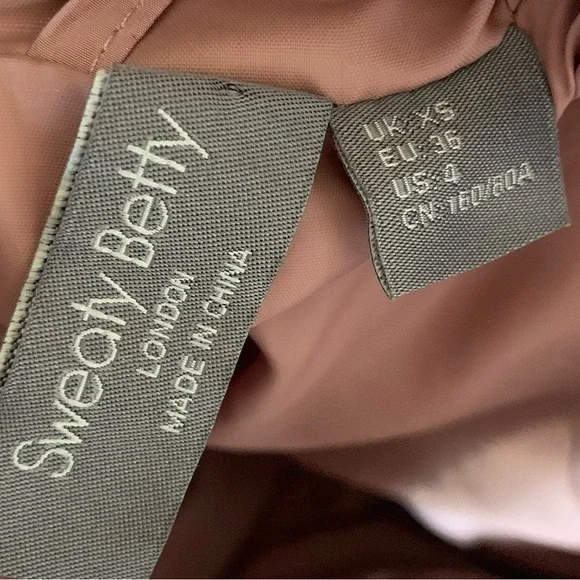 Sweaty Betty
LONDON
MADE IN CHINA
UK: XS
EU: 36
US: 4
CN: 160/80A